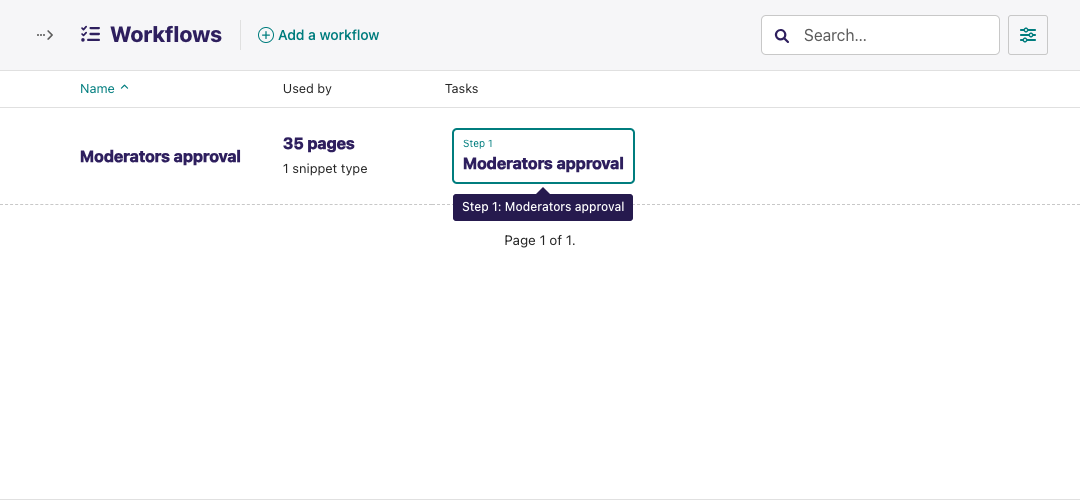 Workflows
Add a workflow
Search...
Name
Used by
Tasks
Moderators approval
35 pages
1 snippet type
Step 1
Moderators approval
Step 1: Moderators approval
Page 1 of 1.